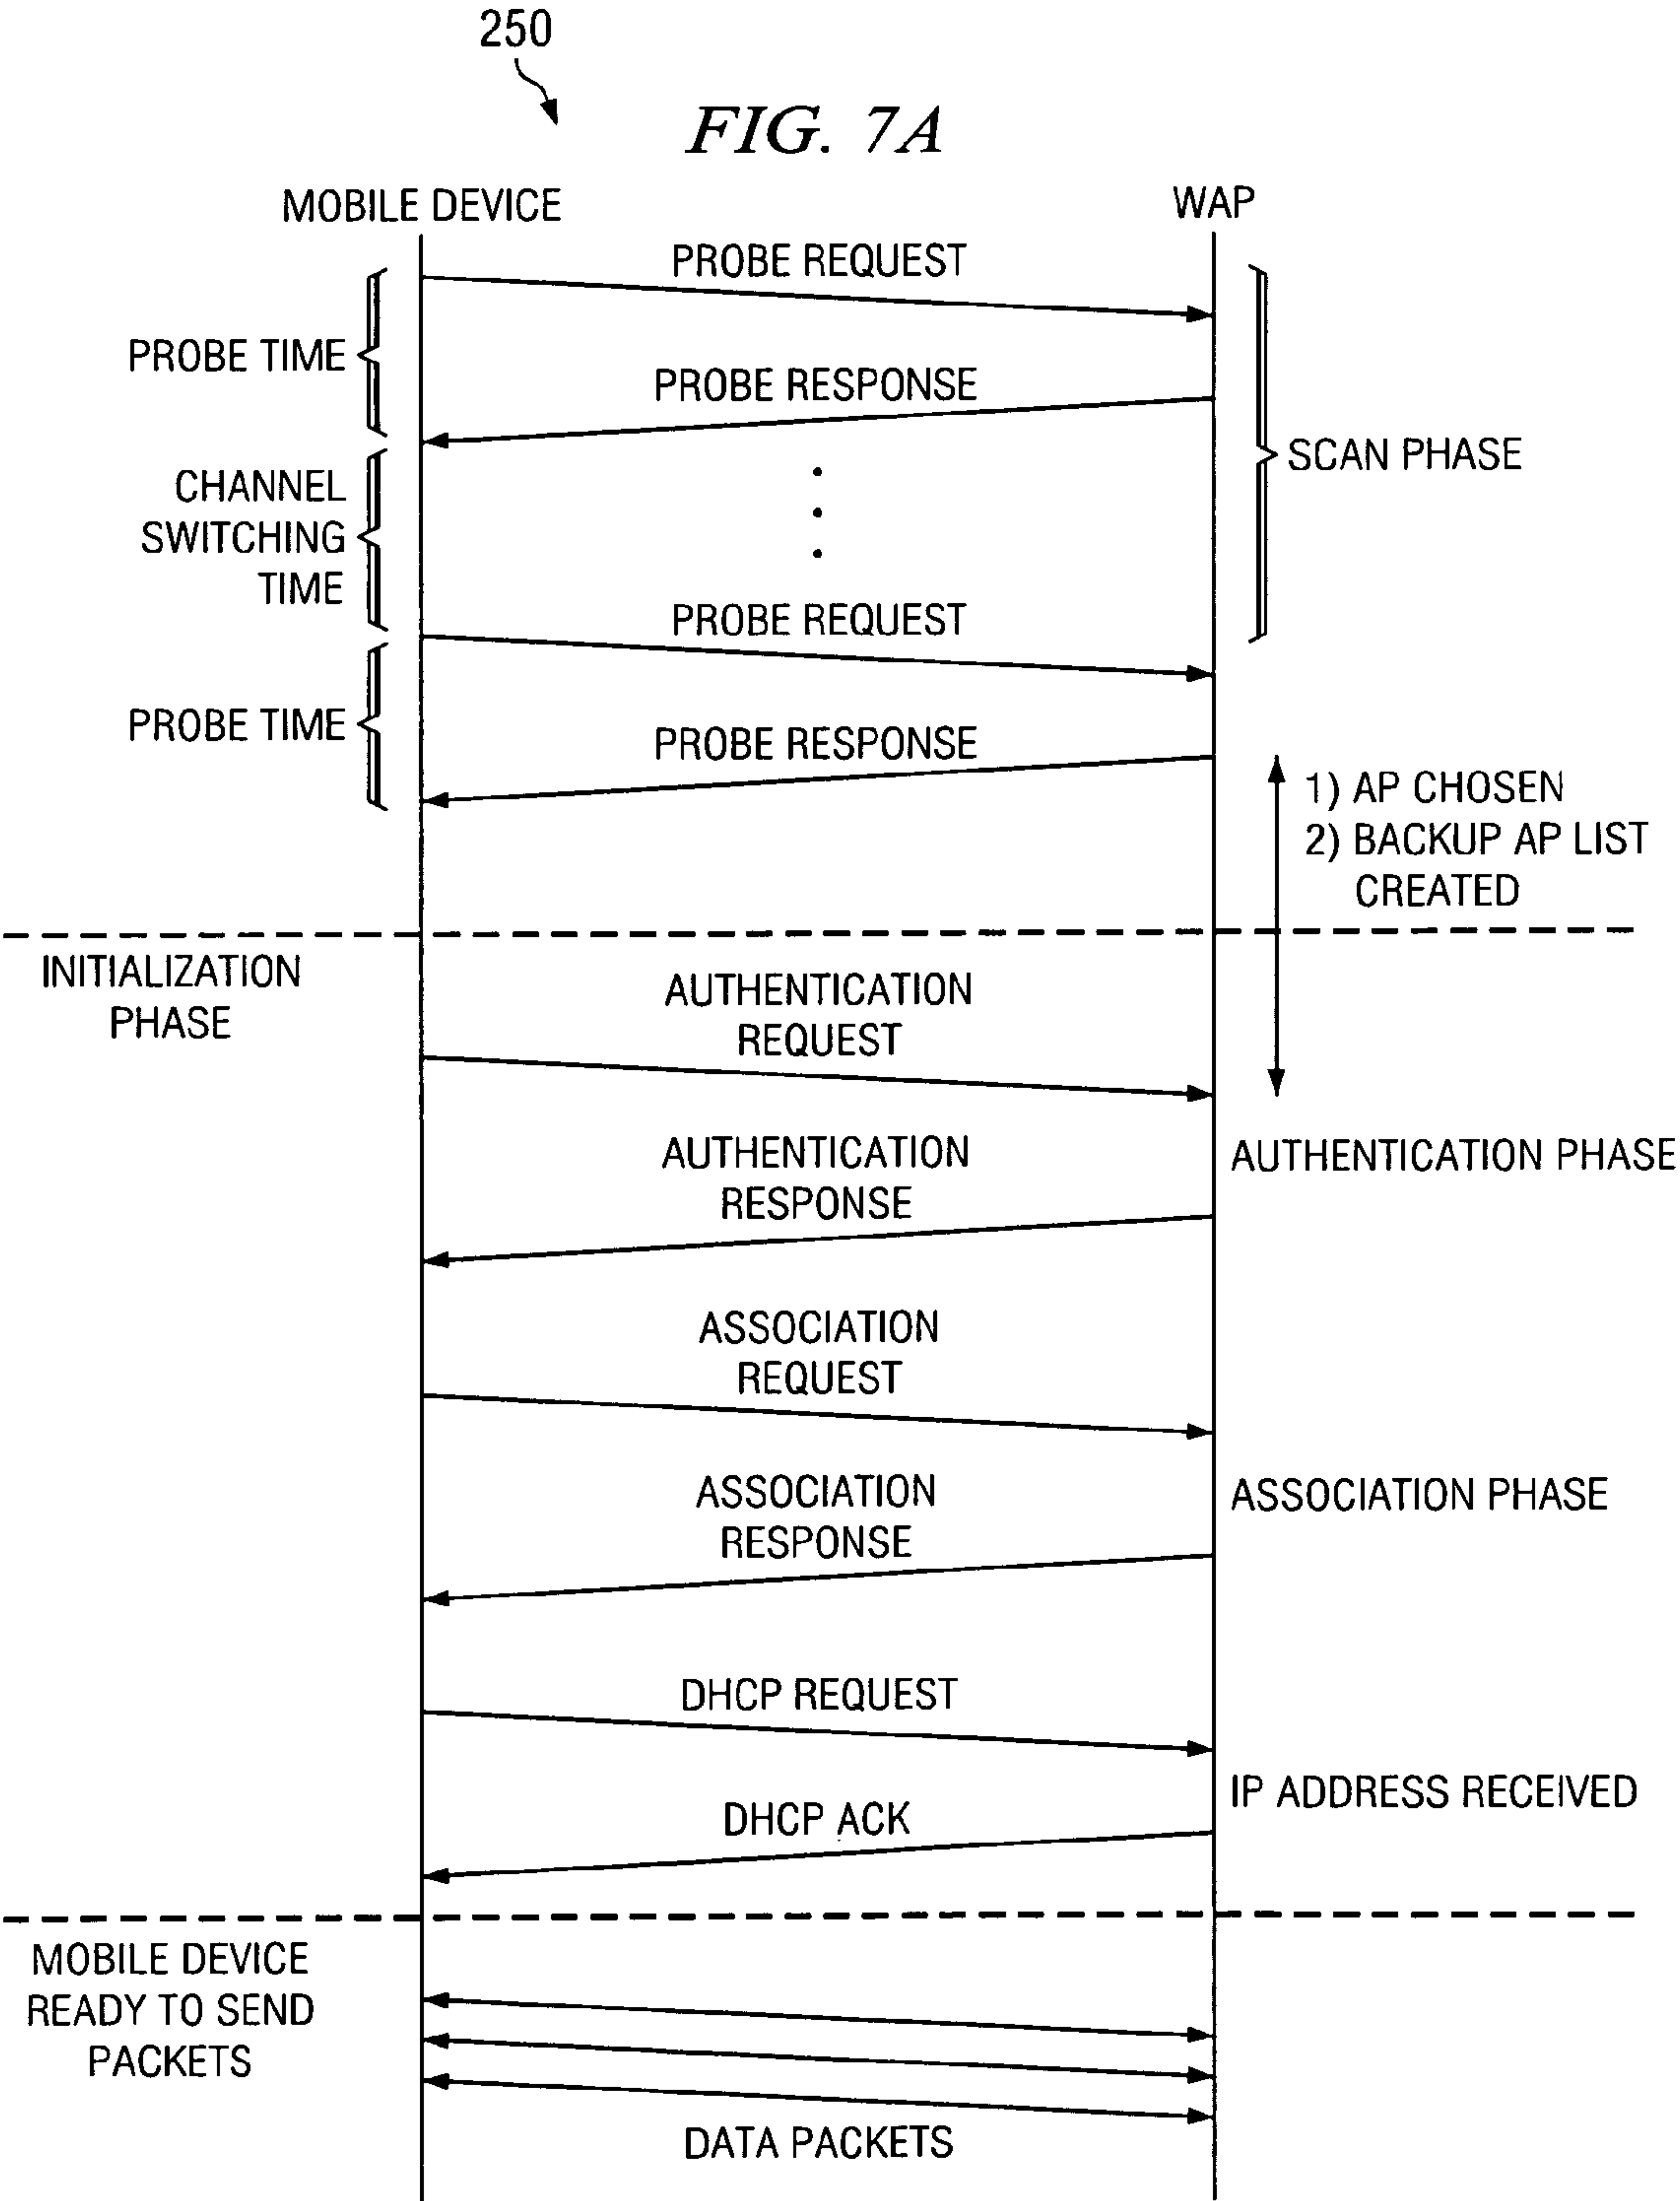 250
FIG. 7A
MOBILE DEVICE
WAP
PROBE REQUEST
PROBE TIME
PROBE RESPONSE
SCAN PHASE
CHANNEL
SWITCHING
TIME
PROBE REQUEST
PROBE TIME
PROBE RESPONSE
1) AP CHOSEN
2) BACKUP AP LIST
CREATED
INITIALIZATION
PHASE
AUTHENTICATION
REQUEST
AUTHENTICATION
RESPONSE
AUTHENTICATION PHASE
ASSOCIATION
REQUEST
ASSOCIATION
RESPONSE
ASSOCIATION PHASE
DHCP REQUEST
IP ADDRESS RECEIVED
DHCP ACK
MOBILE DEVICE
READY TO SEND
PACKETS
DATA PACKETS